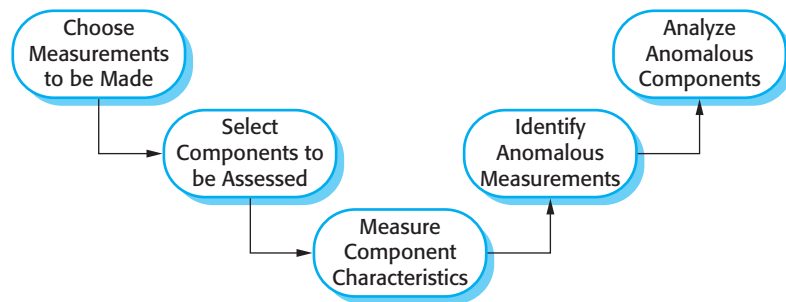 Choose
Measurements
to be Made
Select
Components to
be Assessed
Measure
Component
Characteristics
Identify
Anomalous
Measurements
Analyze
Anomalous
Components